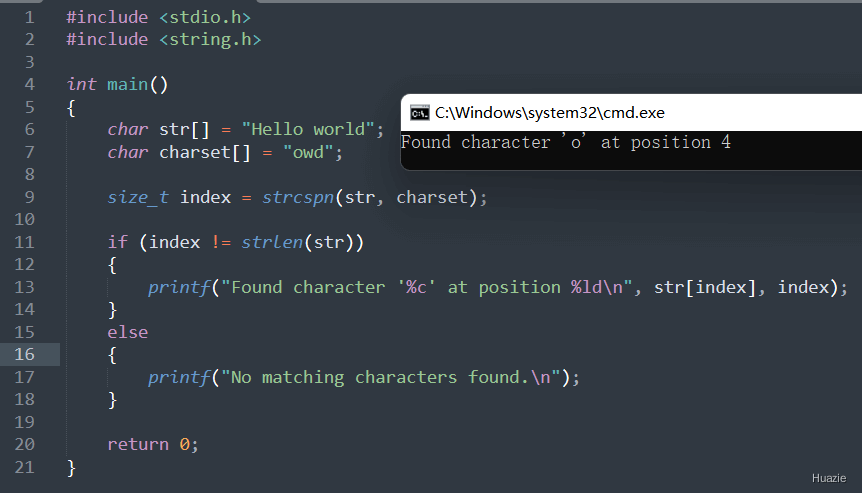 1 #include <stdio.h>
2 #include <string.h>
3
4 int main()
5 {
6     char str[] = "Hello world";
7     char charset[] = "owd";
8
9     size_t index = strcspn(str, charset);
10
11     if (index != strlen(str))
12     {
13         printf("Found character '%c' at position %ld\n", str[index], index);
14     }
15     else
16     {
17         printf("No matching characters found.\n");
18     }
19
20     return 0;
21 }
C:\Windows\system32\cmd.exe
Found character 'o' at position 4
Huazie